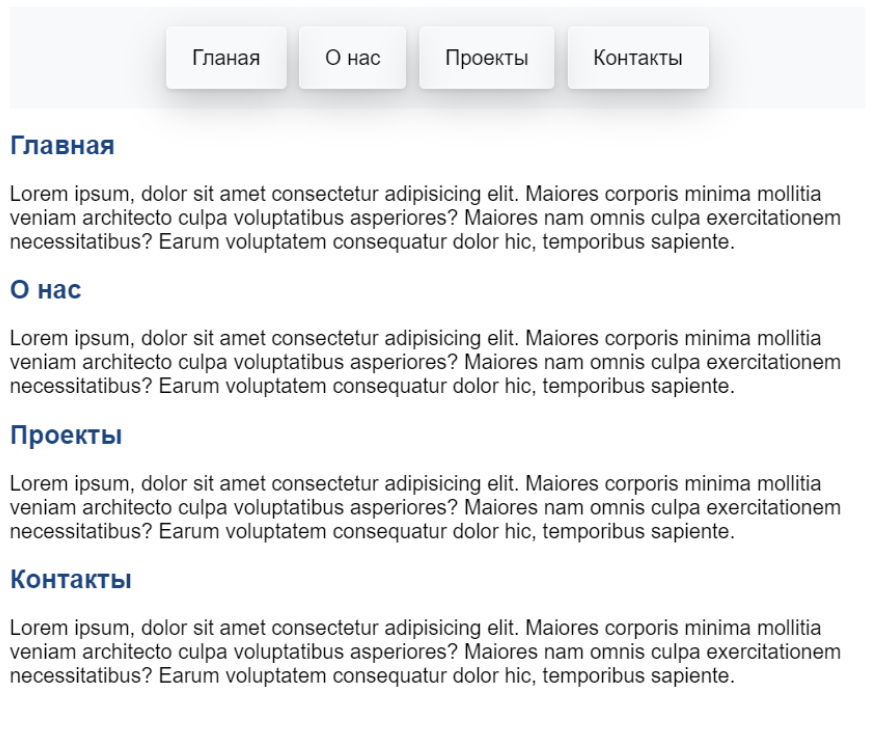 Гланая О нас Проекты Контакты
Главная
Lorem ipsum, dolor sit amet consectetur adipisicing elit. Maiores corporis minima mollitia
veniam architecto culpa voluptatibus asperiores? Maiores nam omnis culpa exercitationem
necessitatibus? Earum voluptatem consequatur dolor hic, temporibus sapiente.
О нас
Lorem ipsum, dolor sit amet consectetur adipisicing elit. Maiores corporis minima mollitia
veniam architecto culpa voluptatibus asperiores? Maiores nam omnis culpa exercitationem
necessitatibus? Earum voluptatem consequatur dolor hic, temporibus sapiente.
Проекты
Lorem ipsum, dolor sit amet consectetur adipisicing elit. Maiores corporis minima mollitia
veniam architecto culpa voluptatibus asperiores? Maiores nam omnis culpa exercitationem
necessitatibus? Earum voluptatem consequatur dolor hic, temporibus sapiente.
Контакты
Lorem ipsum, dolor sit amet consectetur adipisicing elit. Maiores corporis minima mollitia
veniam architecto culpa voluptatibus asperiores? Maiores nam omnis culpa exercitationem
necessitatibus? Earum voluptatem consequatur dolor hic, temporibus sapiente.